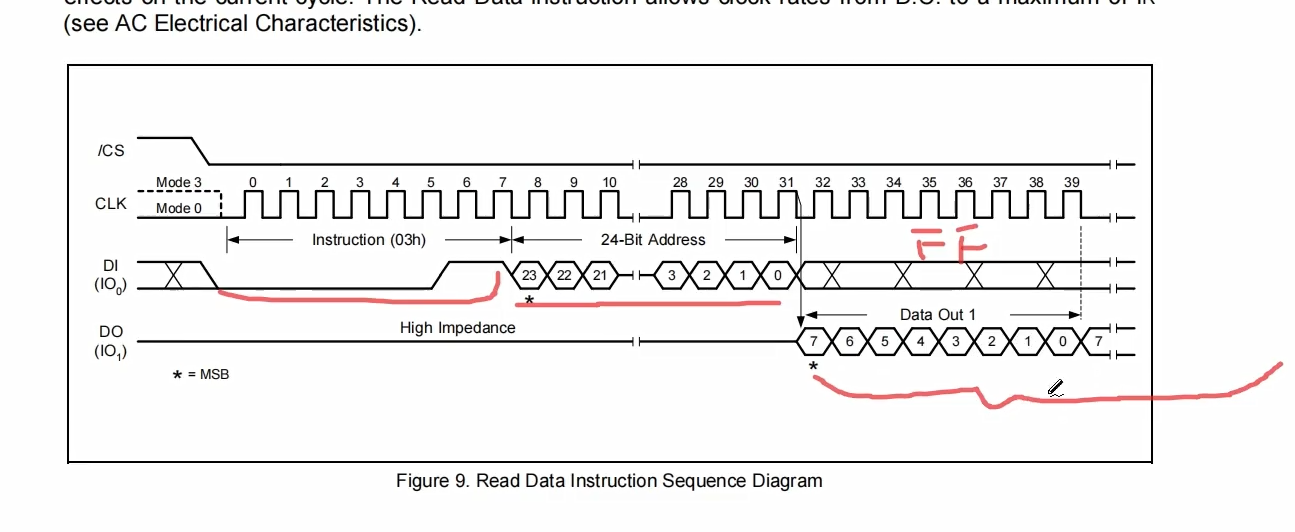 effects on the current cycle. The Read Data instruction allows clock rates from D.C. to a maximum of fR
(see AC Electrical Characteristics).
/CS
Mode 3
CLK
Mode 0
0 1 2 3 4 5 6 7 8 9 10 28 29 30 31 32 33 34 35 36 37 38 39
Instruction (03h) 24-Bit Address
FF
DI
(IO0)
23 22 21 3 2 1 0
*
Data Out 1
DO
(IO1)
High Impedance
7 6 5 4 3 2 1 0 7
*
* = MSB
Figure 9. Read Data Instruction Sequence Diagram